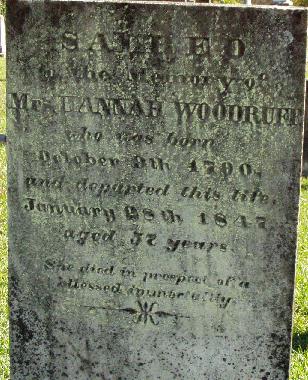 SACRED
to the Memory of
Mrs. HANNAH WOODRUFF
who was born
October 9th 1790.
and departed this life,
January 28th 1847
aged 57 years
She died in prospect of a
blessed immortality.